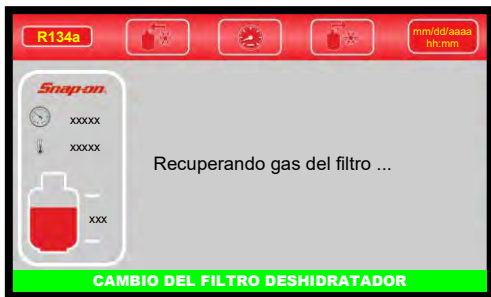 R134a
mm/dd/aaaa
hh:mm
Snap-on
xxxxx
xxxxx
Recuperando gas del filtro ...
xxx
CAMBIO DEL FILTRO DESHIDRATADOR